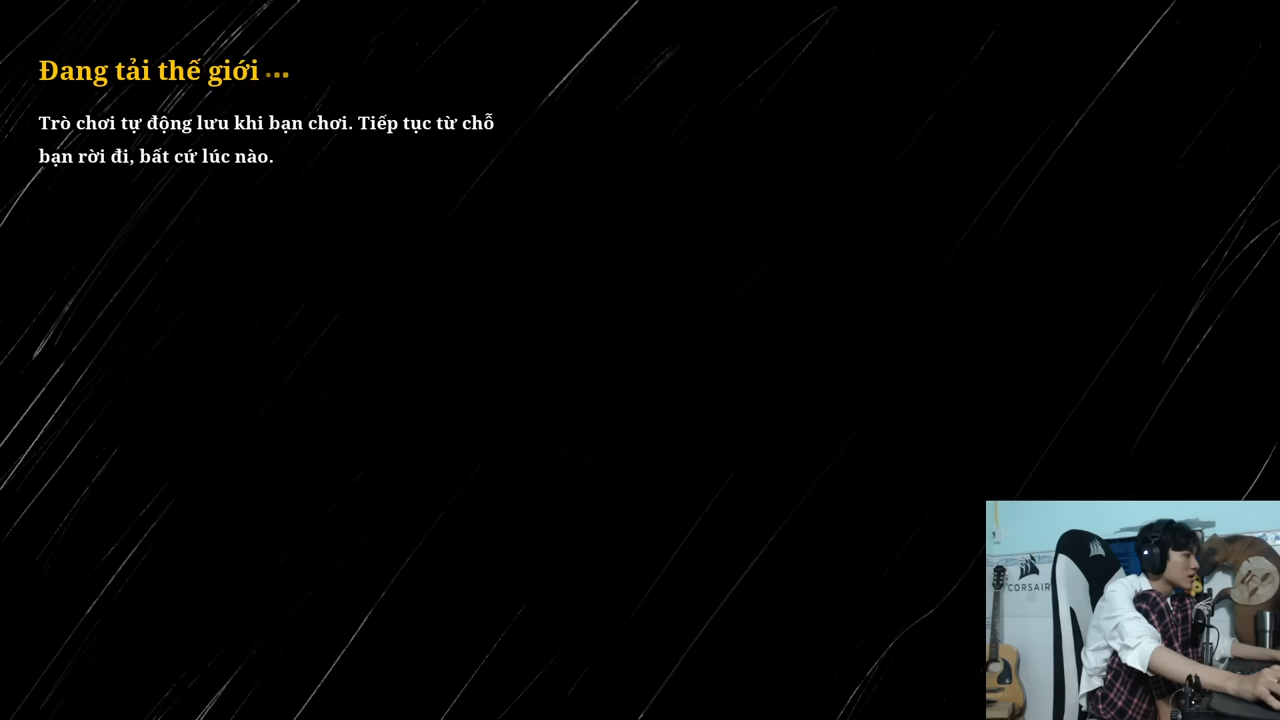 Đang tải thế giới ...
Trò chơi tự động lưu khi bạn chơi. Tiếp tục từ chỗ
bạn rời đi, bất cứ lúc nào.
CORSAIR